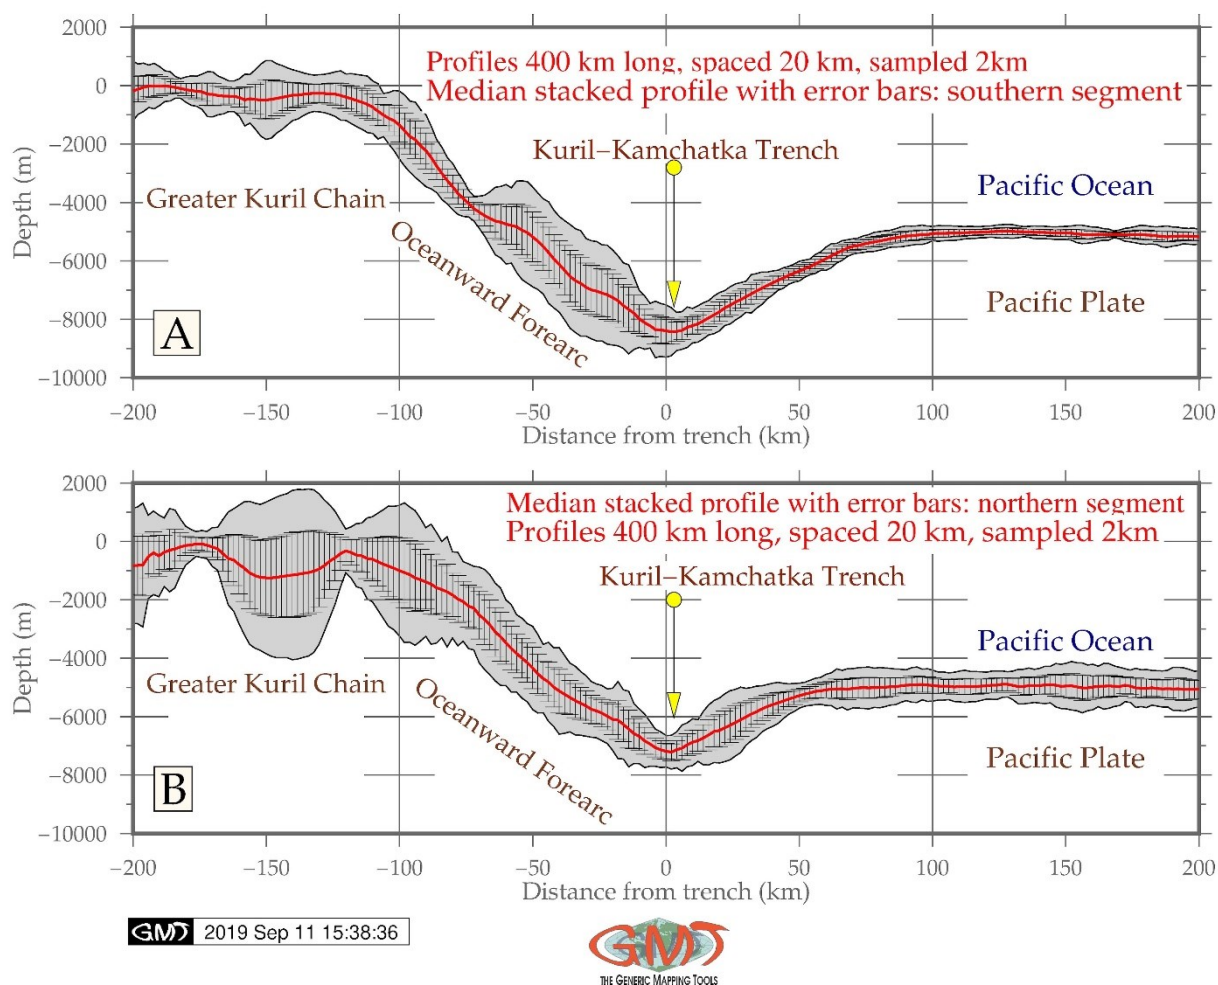 2000
Profiles 400 km long, spaced 20 km, sampled 2km
0
Median stacked profile with error bars: southern segment
−2000
Kuril–Kamchatka Trench
Depth (m)
Greater Kuril Chain
Pacific Ocean
−4000
Oceanward Forearc
−6000
Pacific Plate
−8000
A
−10000
−200 −150 −100 −50 0 50 100 150 200
Distance from trench (km)
2000
Median stacked profile with error bars: northern segment
Profiles 400 km long, spaced 20 km, sampled 2km
0
Kuril–Kamchatka Trench
−2000
Depth (m)
Pacific Ocean
−4000
Greater Kuril Chain
Oceanward Forearc
−6000
Pacific Plate
B
−8000
−10000
−200 −150 −100 −50 0 50 100 150 200
Distance from trench (km)
GMT 2019 Sep 11 15:38:36
GMT
THE GENERIC MAPPING TOOLS